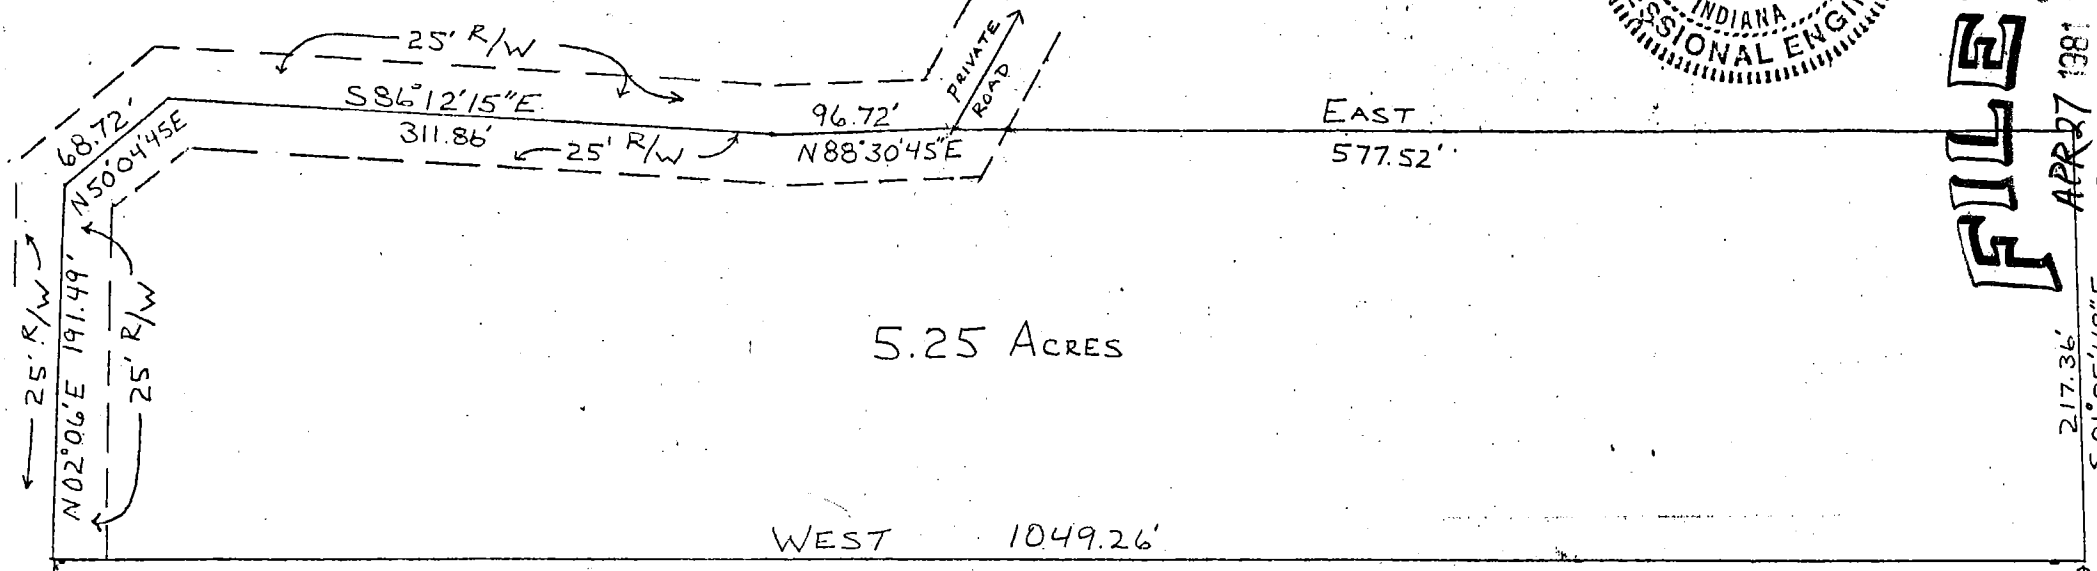 INDIANA
SSIONAL ENGI
FILE
APR 27 1981
PRIVATE
ROAD
25' R/W
S86°12'15"E
311.86'
25' R/W
96.72'
N88°30'45"E
EAST
577.52'
68.72'
N50°04'45E
25' R/W
N02°06'E 191.49'
25' R/W
5.25 ACRES
217.36'
WEST 1049.26'